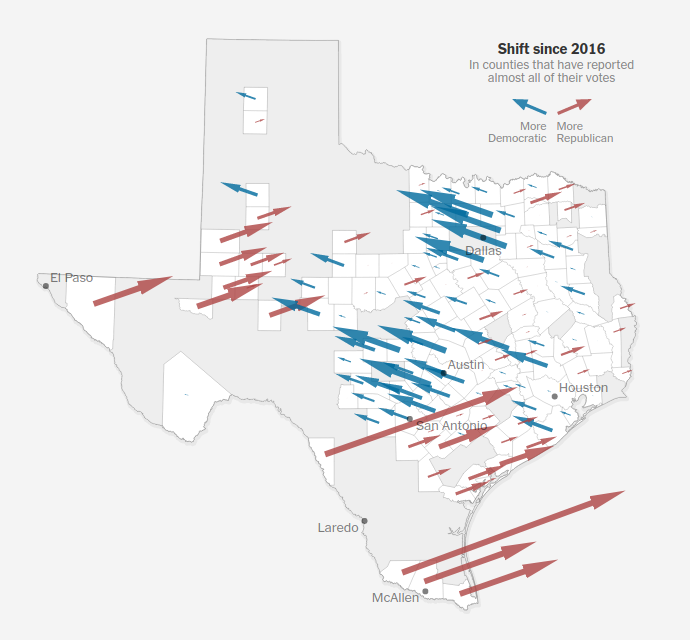 Shift since 2016
In counties that have reported
almost all of their votes
More
Democratic
More
Republican
El Paso
Dallas
Austin
Houston
San Antonio
Laredo
McAllen